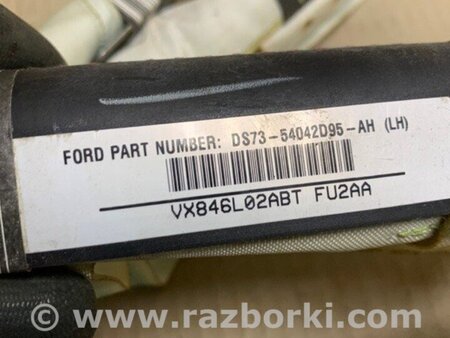 FORD PART NUMBER: DS73-54042D95-AH (LH)
VX846L02ABT FU2AA
www.razborki.com